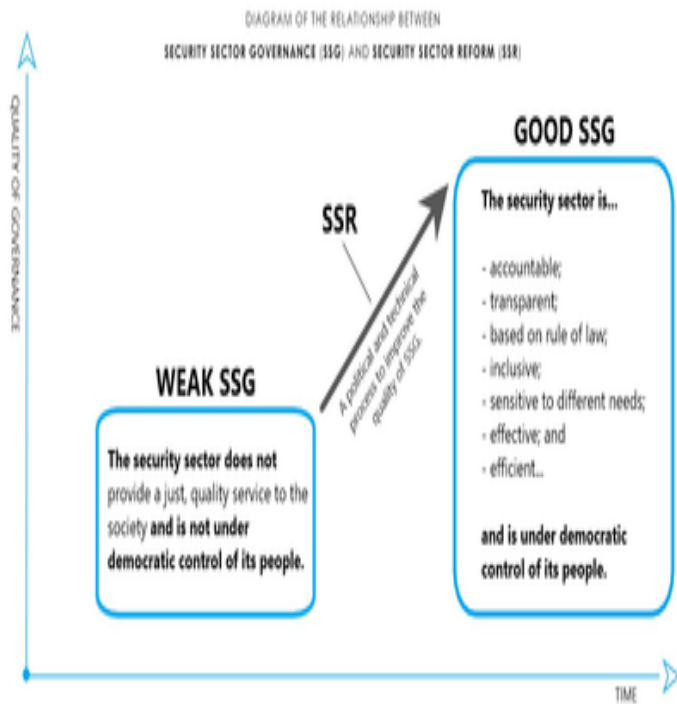 DIAGRAM OF THE RELATIONSHIP BETWEEN
SECURITY SECTOR GOVERNANCE (SSG) AND SECURITY SECTOR REFORM (SSR)
QUALITY OF GOVERNANCE
WEAK SSG
The security sector does not
provide a just, quality service to the
society and is not under
democratic control of its people.
SSR
A political and technical
process to improve the
quality of SSG.
GOOD SSG
The security sector is...
- accountable;
- transparent;
- based on rule of law;
- inclusive;
- sensitive to different needs;
- effective; and
- efficient...
and is under democratic
control of its people.
TIME